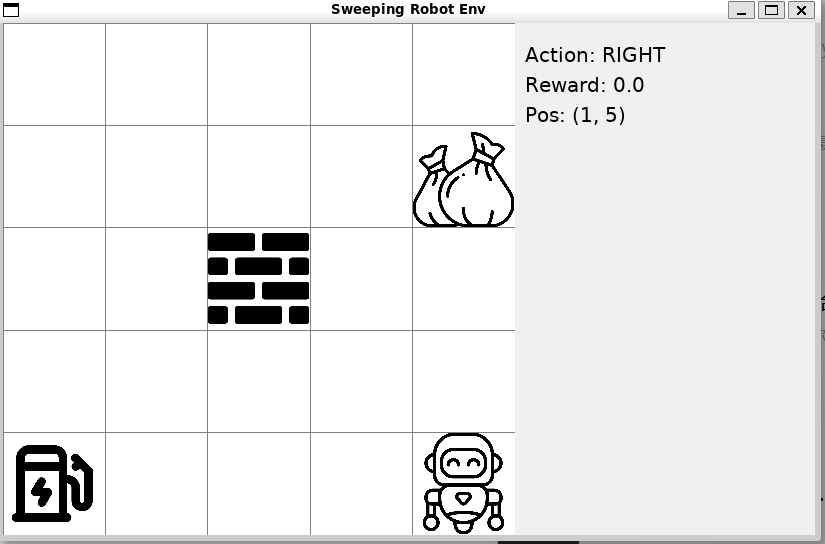 Sweeping Robot Env
Action: RIGHT
Reward: 0.0
Pos: (1, 5)